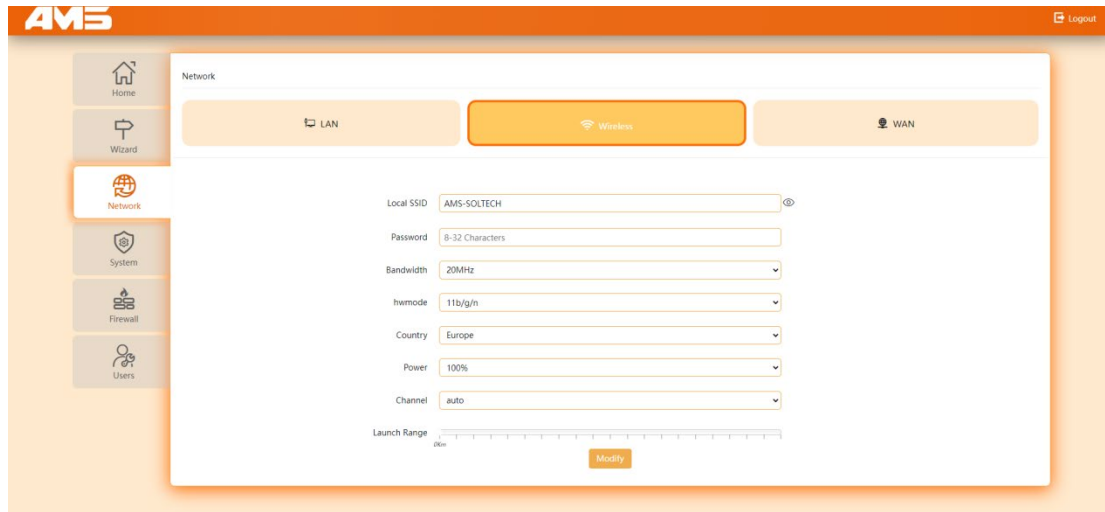 AMS
Logout
Home
Wizard
Network
System
Firewall
Users
Network
LAN
Wireless
WAN
Local SSID AMS-SOLTECH
Password 8-32 Characters
Bandwidth 20MHz
hwmode 11b/g/n
Country Europe
Power 100%
Channel auto
Launch Range
0Km
Modify